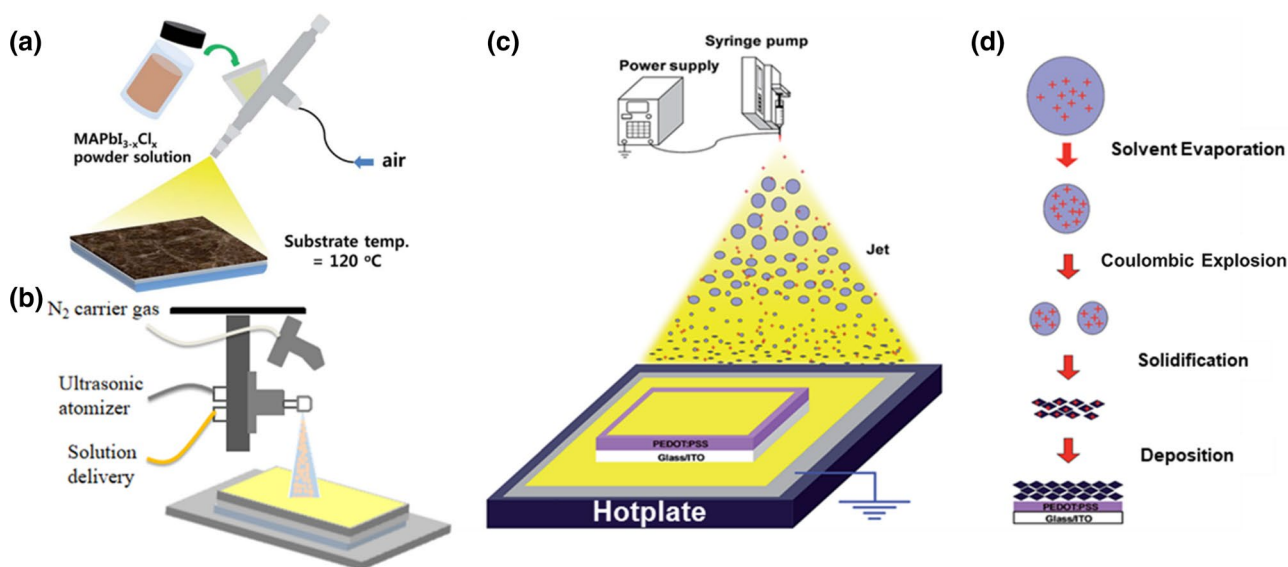 (a)
MAPbI₃₋ₓClₓ
powder solution
air
Substrate temp.
= 120 °C
(b)
N₂ carrier gas
Ultrasonic
atomizer
Solution
delivery
(c)
Syringe pump
Power supply
Jet
PEDOT:PSS
Glass/ITO
Hotplate
(d)
Solvent Evaporation
Coulombic Explosion
Solidification
Deposition
PEDOT:PSS
Glass/ITO